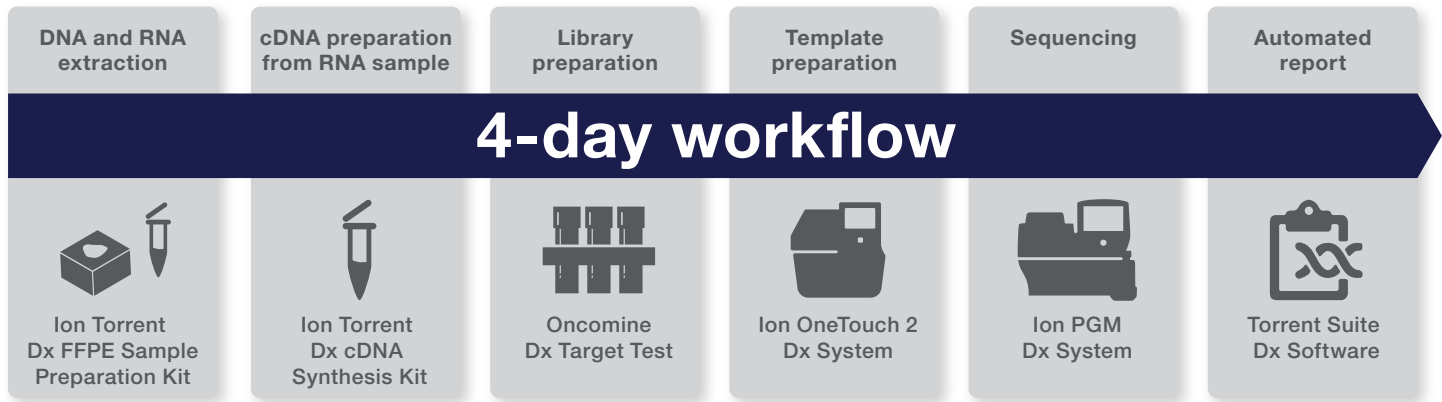 DNA and RNA
extraction
cDNA preparation
from RNA sample
Library
preparation
Template
preparation
Sequencing
Automated
report
4-day workflow
Ion Torrent
Dx FFPE Sample
Preparation Kit
Ion Torrent
Dx cDNA
Synthesis Kit
Oncomine
Dx Target Test
Ion OneTouch 2
Dx System
Ion PGM
Dx System
Torrent Suite
Dx Software